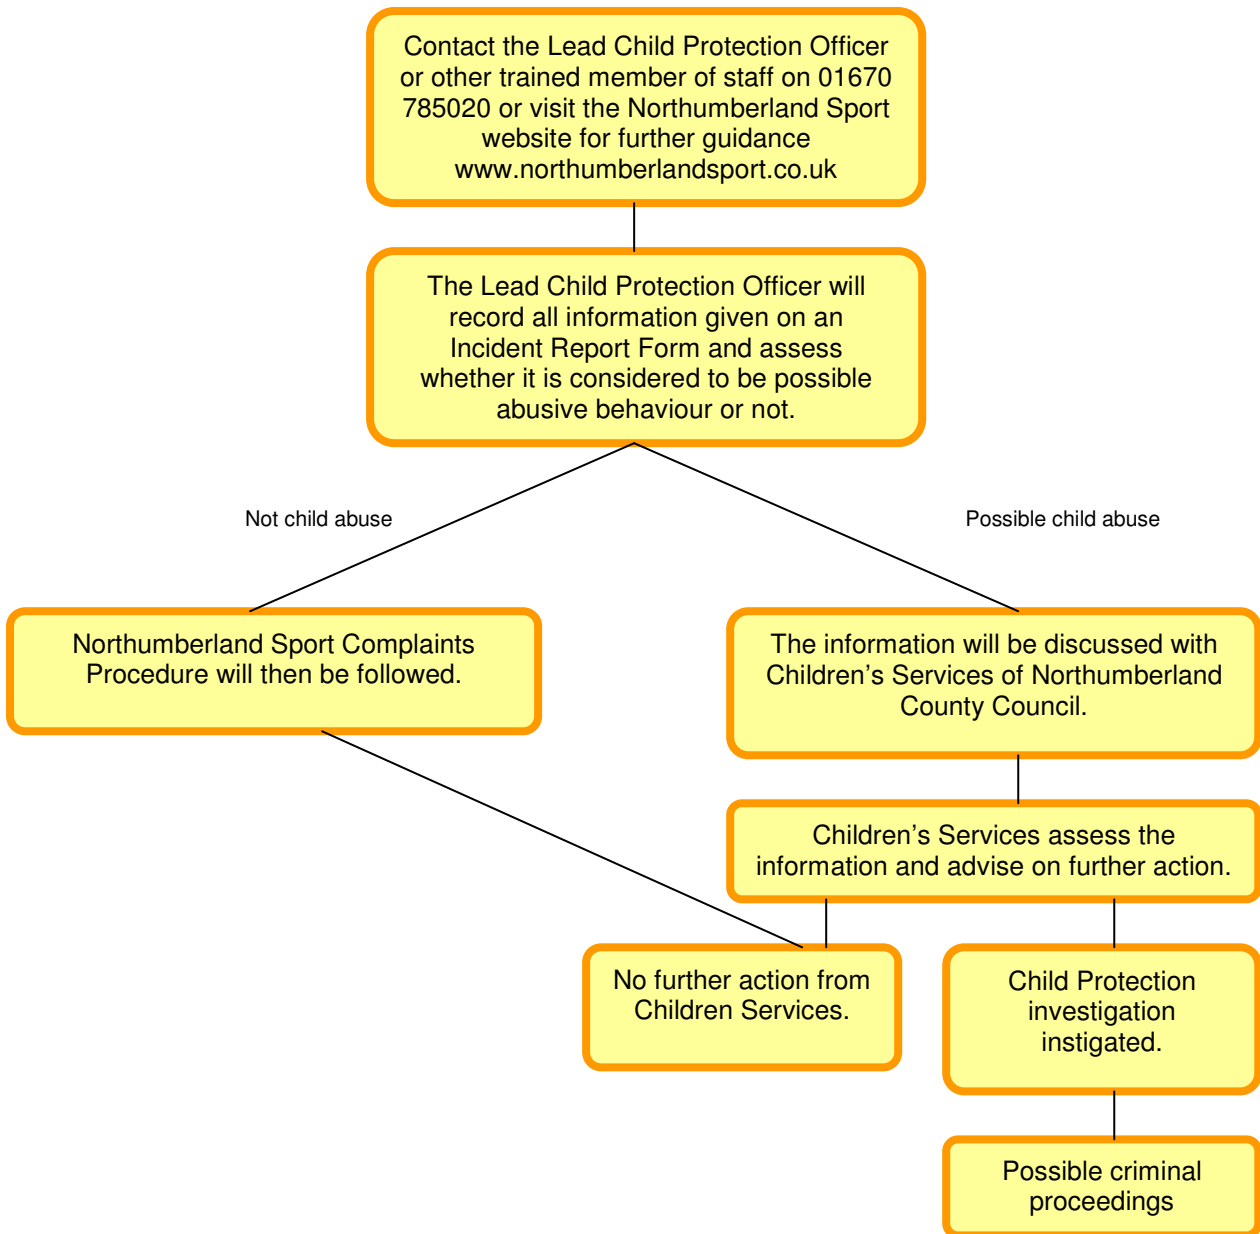 Contact the Lead Child Protection Officer
or other trained member of staff on 01670
785020 or visit the Northumberland Sport
website for further guidance
www.northumberlandsport.co.uk
The Lead Child Protection Officer will
record all information given on an
Incident Report Form and assess
whether it is considered to be possible
abusive behaviour or not.
Not child abuse
Possible child abuse
Northumberland Sport Complaints
Procedure will then be followed.
The information will be discussed with
Children’s Services of Northumberland
County Council.
Children’s Services assess the
information and advise on further action.
No further action from
Children Services.
Child Protection
investigation
instigated.
Possible criminal
proceedings